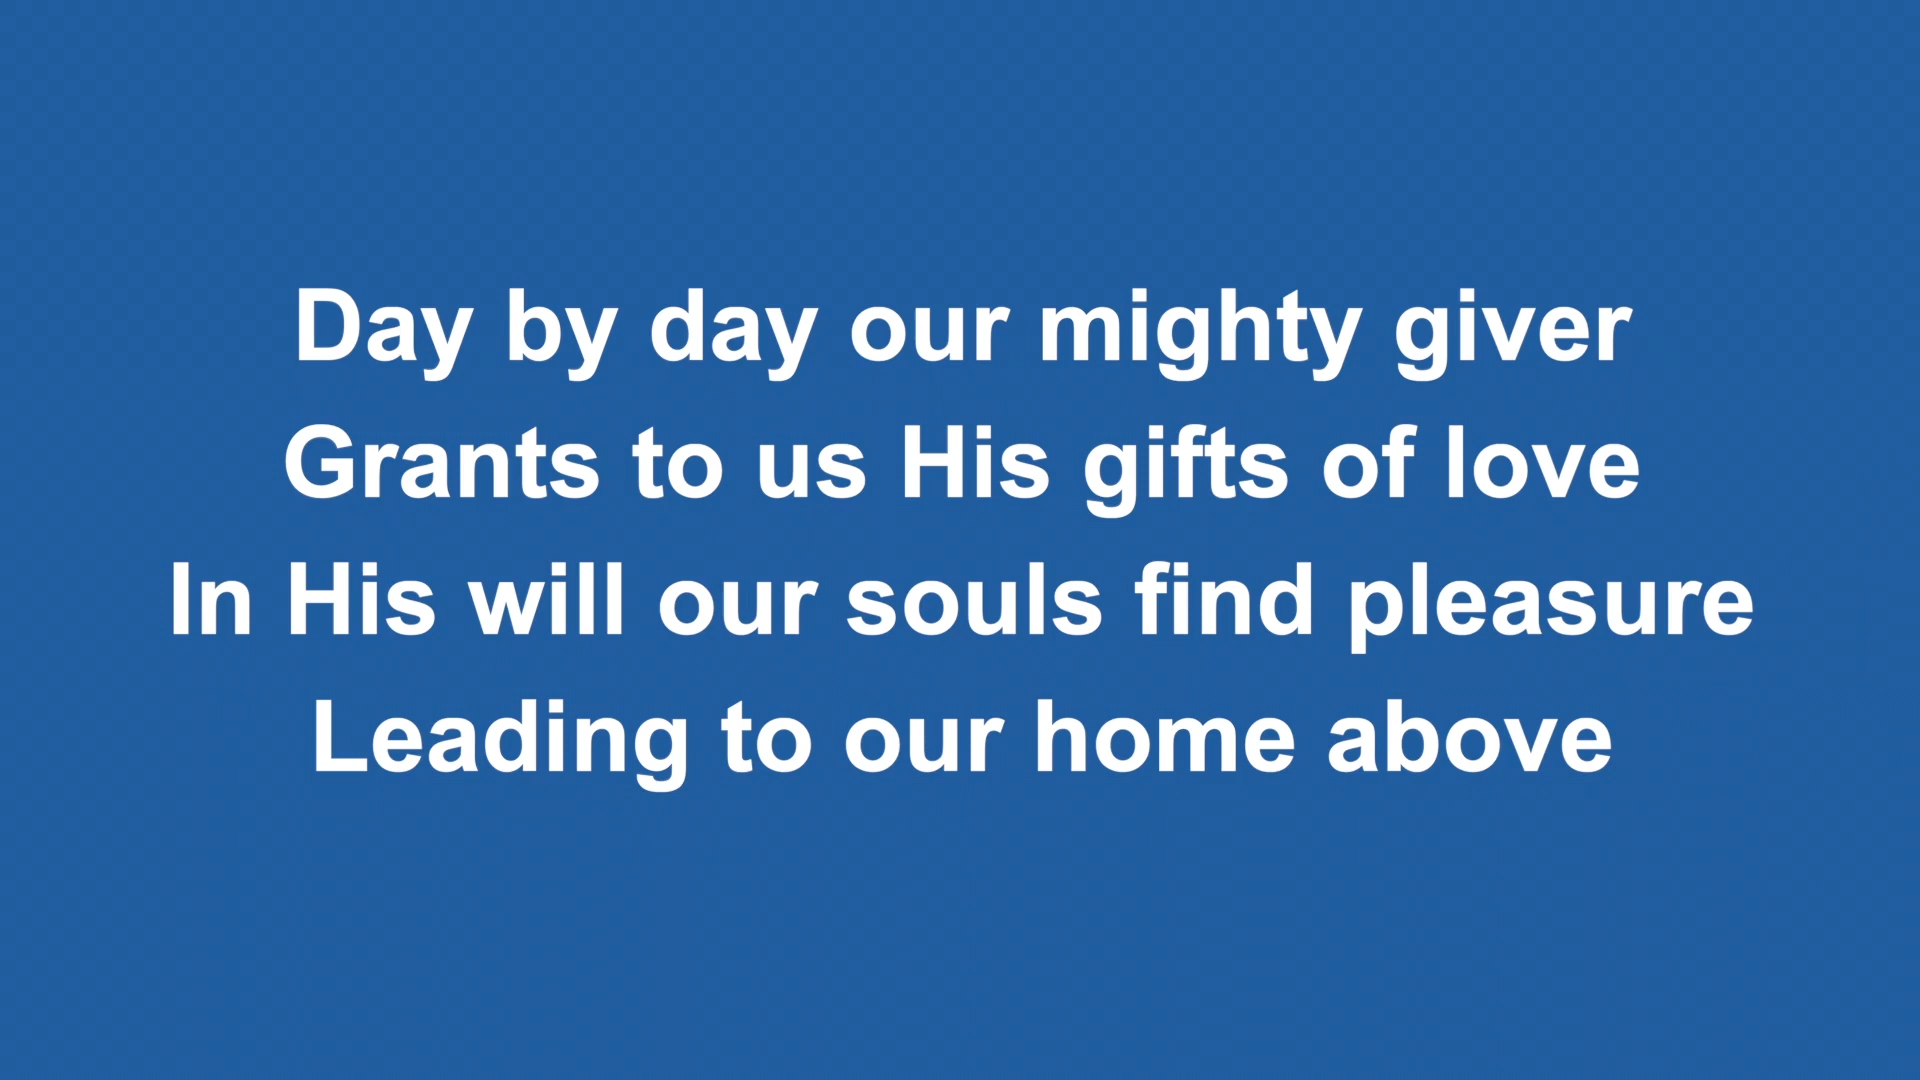 Day by day our mighty giver
Grants to us His gifts of love
In His will our souls find pleasure
Leading to our home above